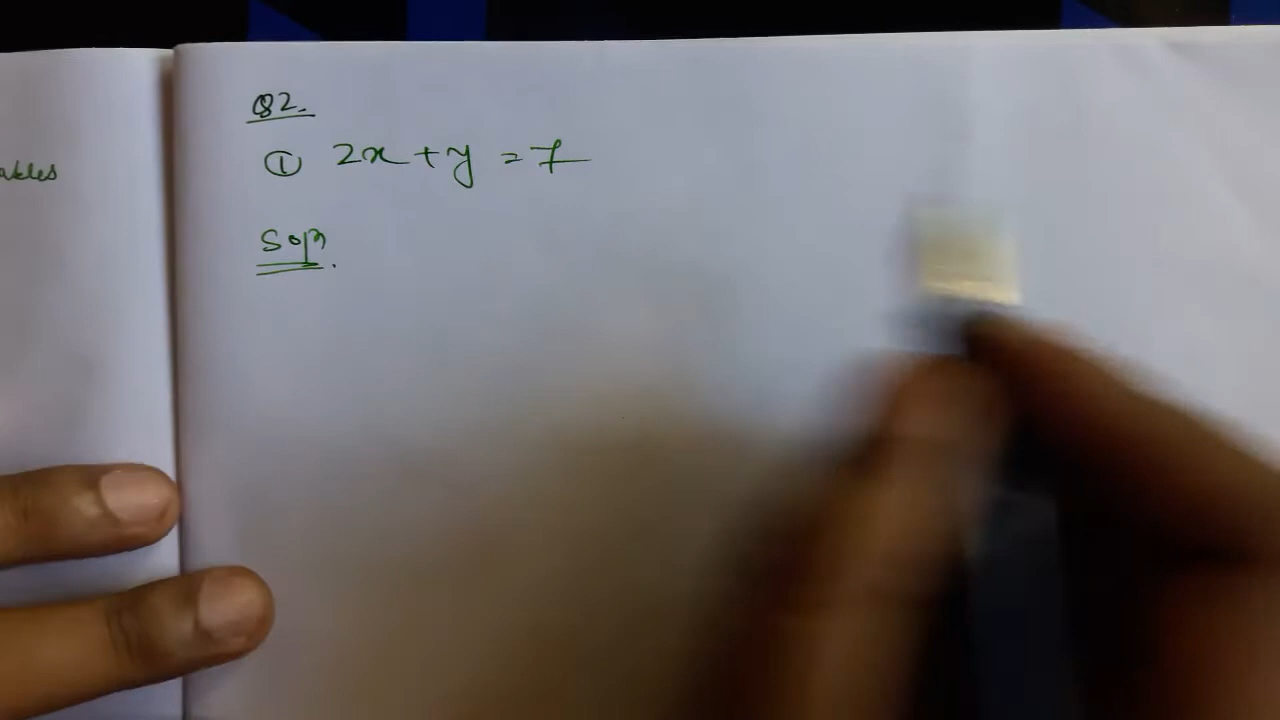 Q2.
① 2x + y = 7
Soln.